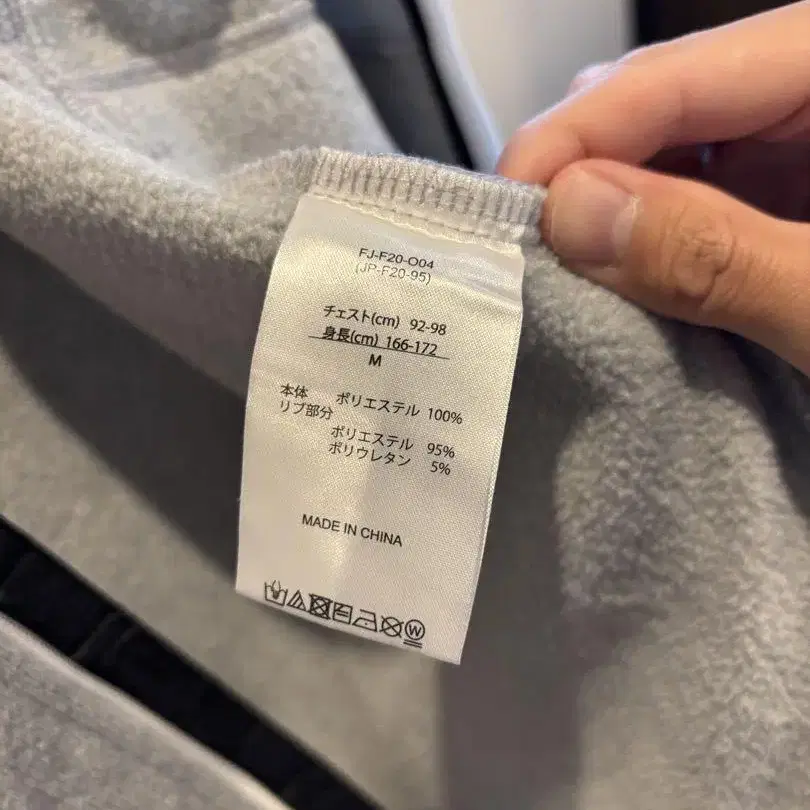 FJ-F20-O04
(JP-F20-95)
チェスト(cm) 92-98
身長(cm) 166-172
M
本体 ポリエステル 100%
リブ部分
ポリエステル 95%
ポリウレタン 5%
MADE IN CHINA
W